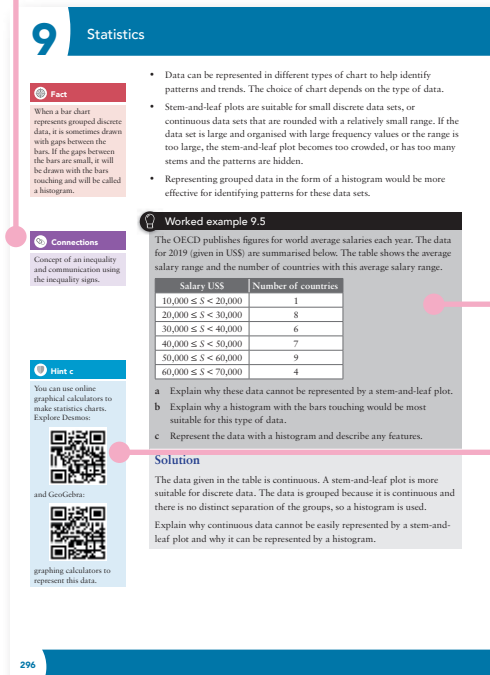 9
Statistics
Fact
When a bar chart
represents grouped discrete
data, it is sometimes drawn
with gaps between the
bars. If the gaps between
the bars are small, it will
be drawn with the bars
touching and will be called
a histogram.
Connections
Concept of an inequality
and communication using
the inequality signs.
Hint c
You can use online
graphical calculators to
make statistics charts.
Explore Desmos:
and GeoGebra:
graphing calculators to
represent this data.
• Data can be represented in different types of chart to help identify
patterns and trends. The choice of chart depends on the type of data.
• Stem-and-leaf plots are suitable for small discrete data sets, or
continuous data sets that are rounded with a relatively small range. If the
data set is large and organised with large frequency values or the range is
too large, the stem-and-leaf plot becomes too crowded, or has too many
stems and the patterns are hidden.
• Representing grouped data in the form of a histogram would be more
effective for identifying patterns for these data sets.
Worked example 9.5
The OECD publishes figures for world average salaries each year. The data
for 2019 (given in US$) are summarised below. The table shows the average
salary range and the number of countries with this average salary range.
Salary US$ Number of countries
10,000 ≤ S < 20,000 1
20,000 ≤ S < 30,000 8
30,000 ≤ S < 40,000 6
40,000 ≤ S < 50,000 7
50,000 ≤ S < 60,000 9
60,000 ≤ S < 70,000 4
a Explain why these data cannot be represented by a stem-and-leaf plot.
b Explain why a histogram with the bars touching would be most
suitable for this type of data.
c Represent the data with a histogram and describe any features.
Solution
The data given in the table is continuous. A stem-and-leaf plot is more
suitable for discrete data. The data is grouped because it is continuous and
there is no distinct separation of the groups, so a histogram is used.
Explain why continuous data cannot be easily represented by a stem-and-
leaf plot and why it can be represented by a histogram.
296